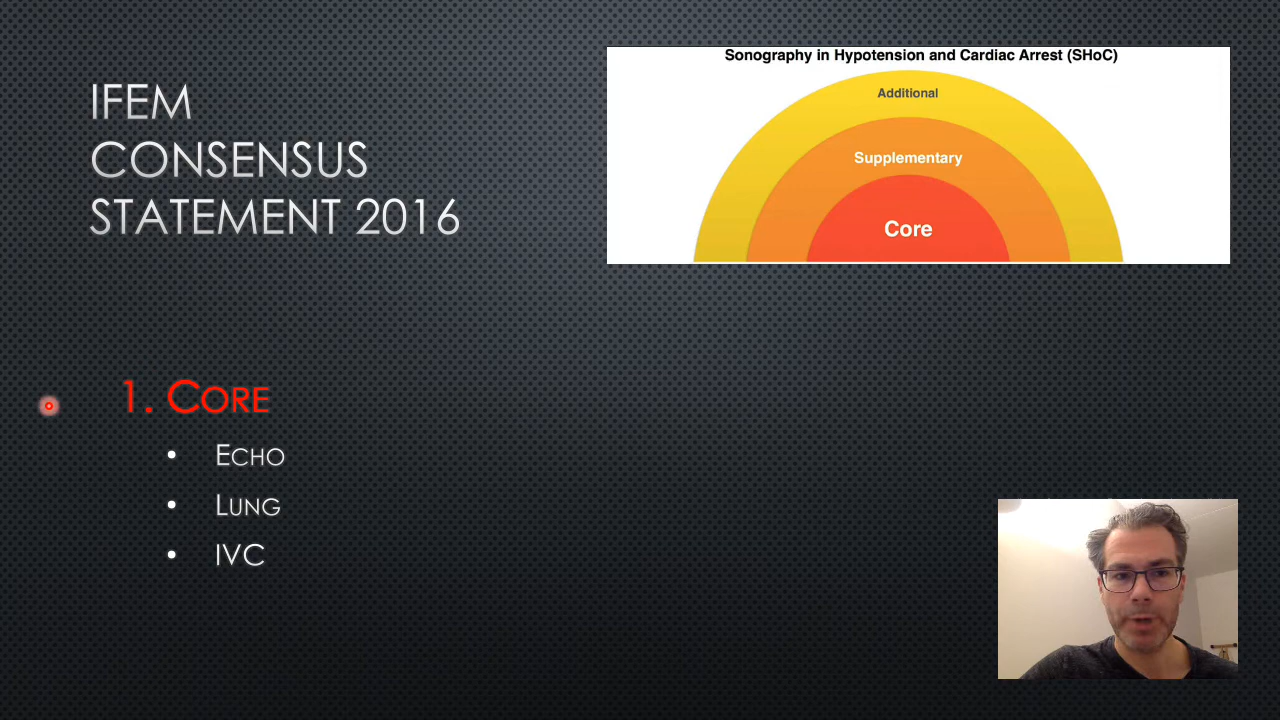 IFEM
CONSENSUS
STATEMENT 2016
Sonography in Hypotension and Cardiac Arrest (SHoC)
Additional
Supplementary
Core
1. CORE
• ECHO
• LUNG
• IVC